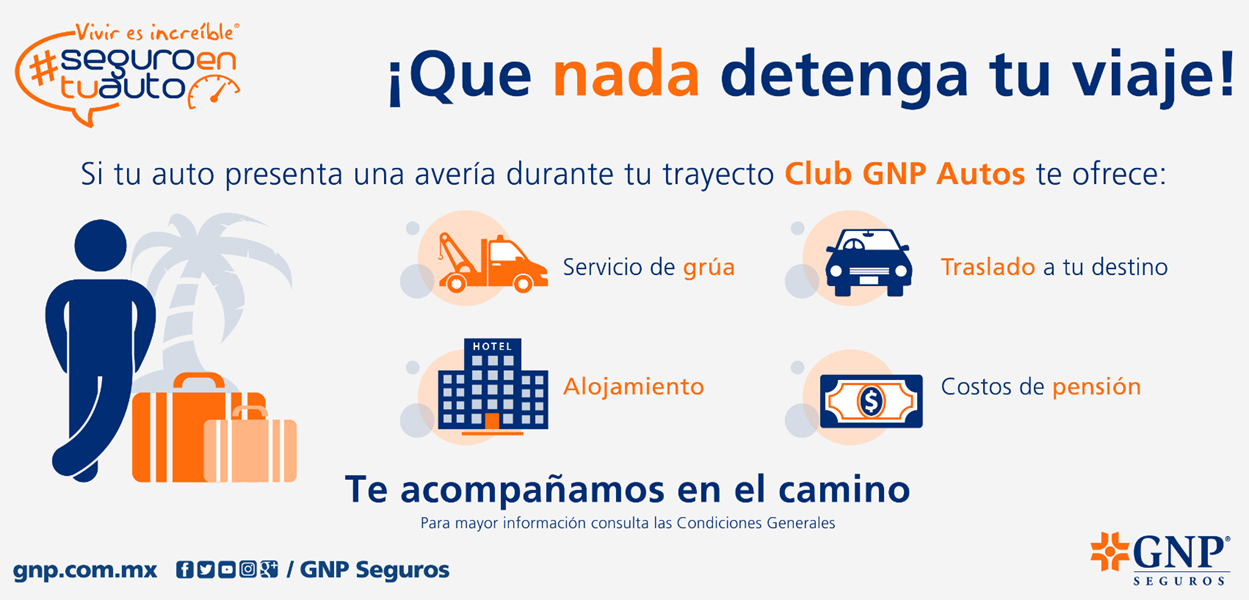 Vivir es increíble®
#seguroen
tuauto
¡Que nada detenga tu viaje!
Si tu auto presenta una avería durante tu trayecto Club GNP Autos te ofrece:
Servicio de grúa
Traslado a tu destino
HOTEL
Alojamiento
$
Costos de pensión
Te acompañamos en el camino
Para mayor información consulta las Condiciones Generales
gnp.com.mx / GNP Seguros
GNP®
SEGUROS